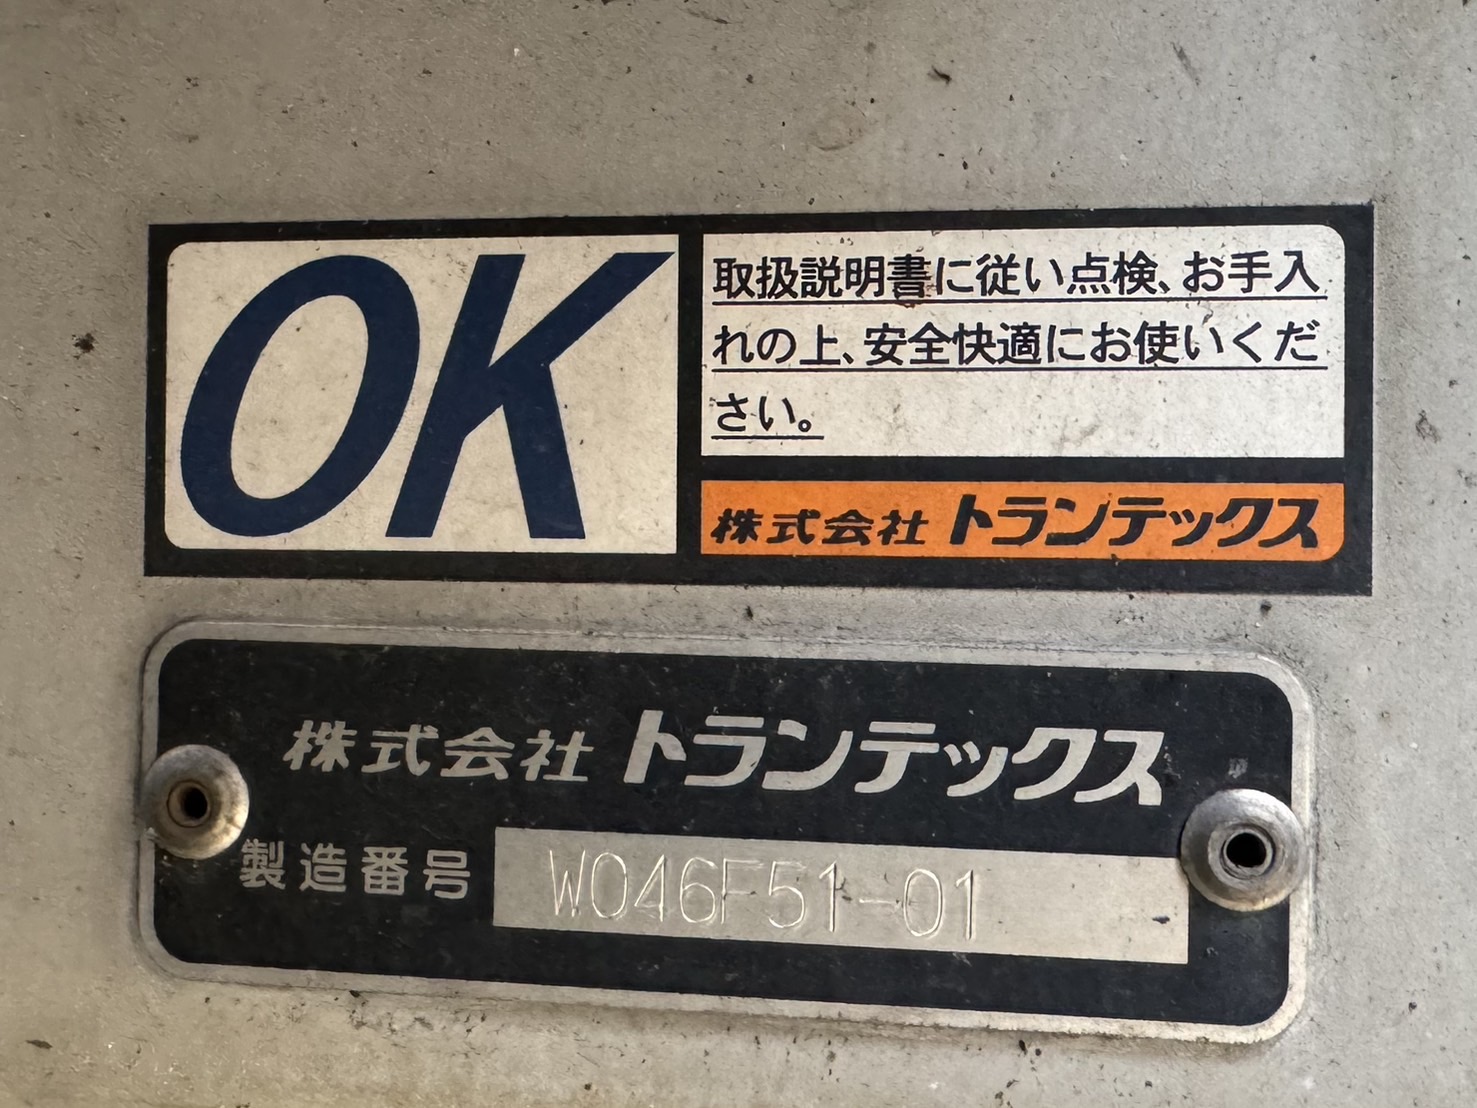 OK
取扱説明書に従い点検、お手入
れの上、安全快適にお使いくだ
さい。
株式会社 トランテックス
株式会社 トランテックス
製造番号 W046F51-01